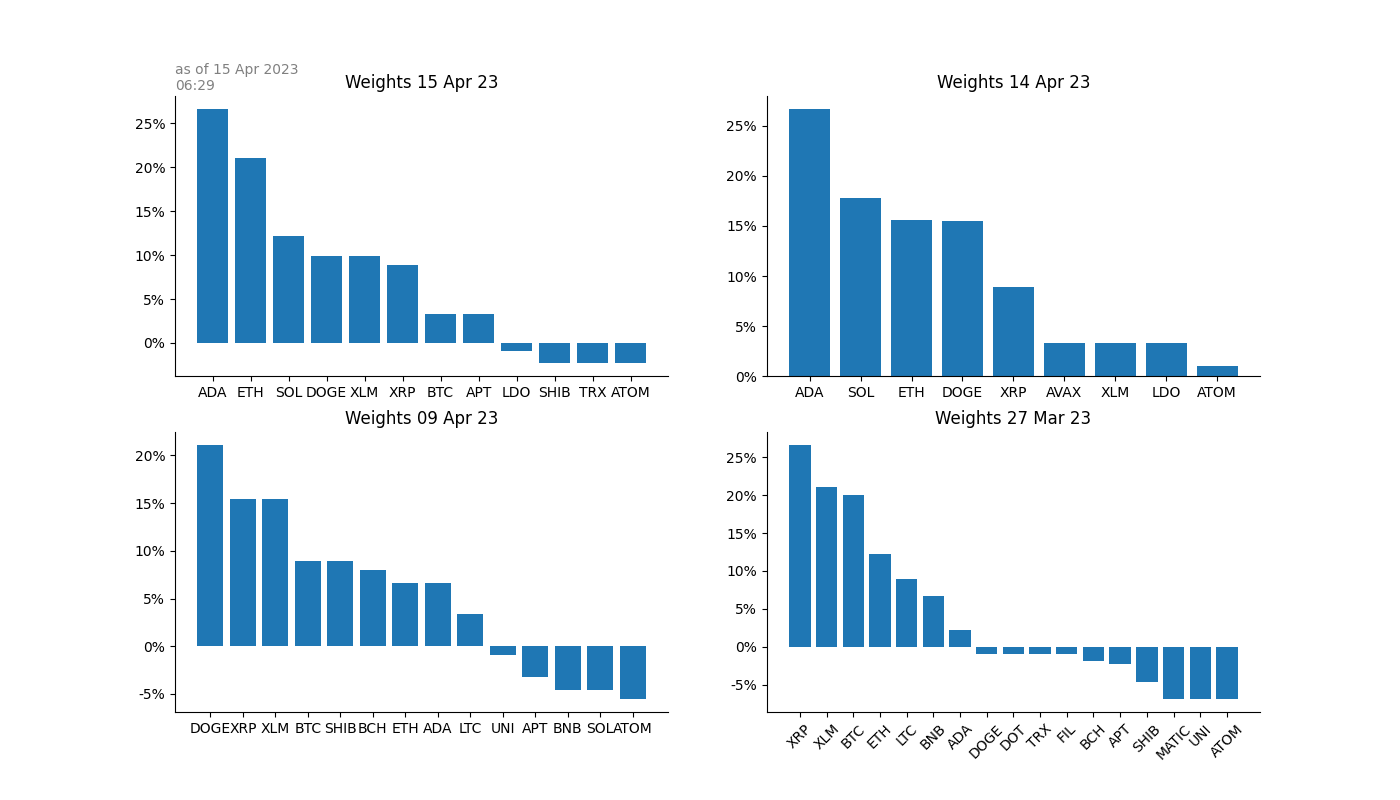 as of 15 Apr 2023
06:29
Weights 15 Apr 23
25%
20%
15%
10%
5%
0%
ADA ETH SOL DOGE XLM XRP BTC APT LDO SHIB TRX ATOM
Weights 14 Apr 23
25%
20%
15%
10%
5%
0%
ADA SOL ETH DOGE XRP AVAX XLM LDO ATOM
Weights 09 Apr 23
20%
15%
10%
5%
0%
-5%
DOGE XRP XLM BTC SHIB BCH ETH ADA LTC UNI APT BNB SOL ATOM
Weights 27 Mar 23
25%
20%
15%
10%
5%
0%
-5%
XRP XLM BTC ETH LTC BNB ADA DOGE DOT TRX FIL BCH APT SHIB MATIC UNI ATOM